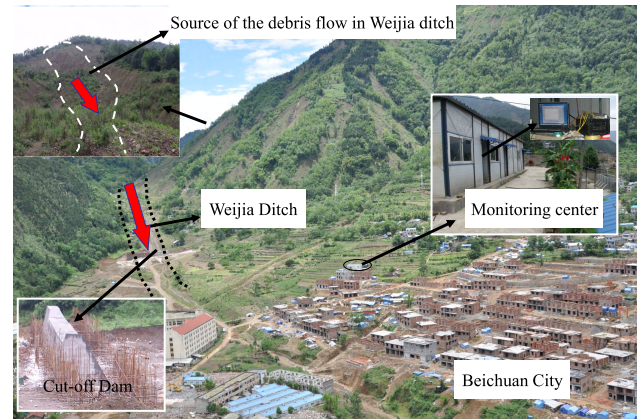 Source of the debris flow in Weijia ditch
Weijia Ditch
Monitoring center
Cut-off Dam
Beichuan City